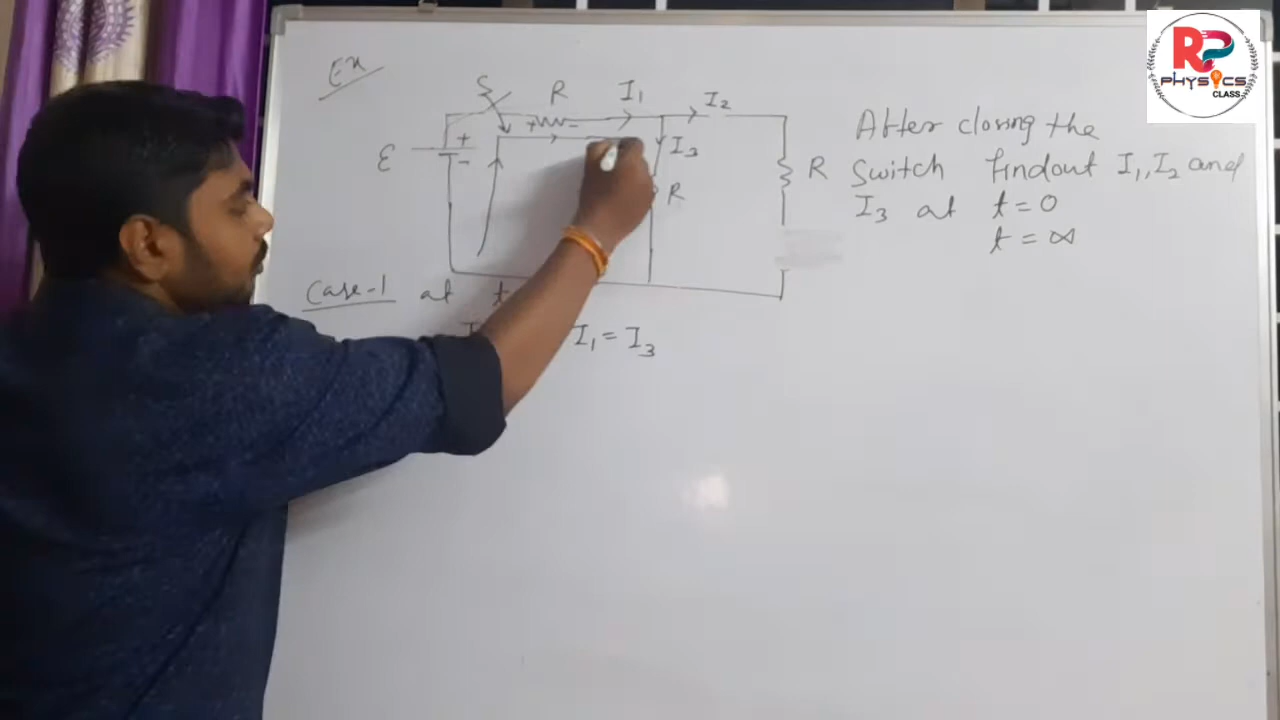 Ex
S R I1 I2
ε + - + - I3 R R
After closing the
Switch findout I1, I2 and
I3 at t = 0
t = ∞
Case-1 at t
I1 = I3
RP
PHYSICS
CLASS